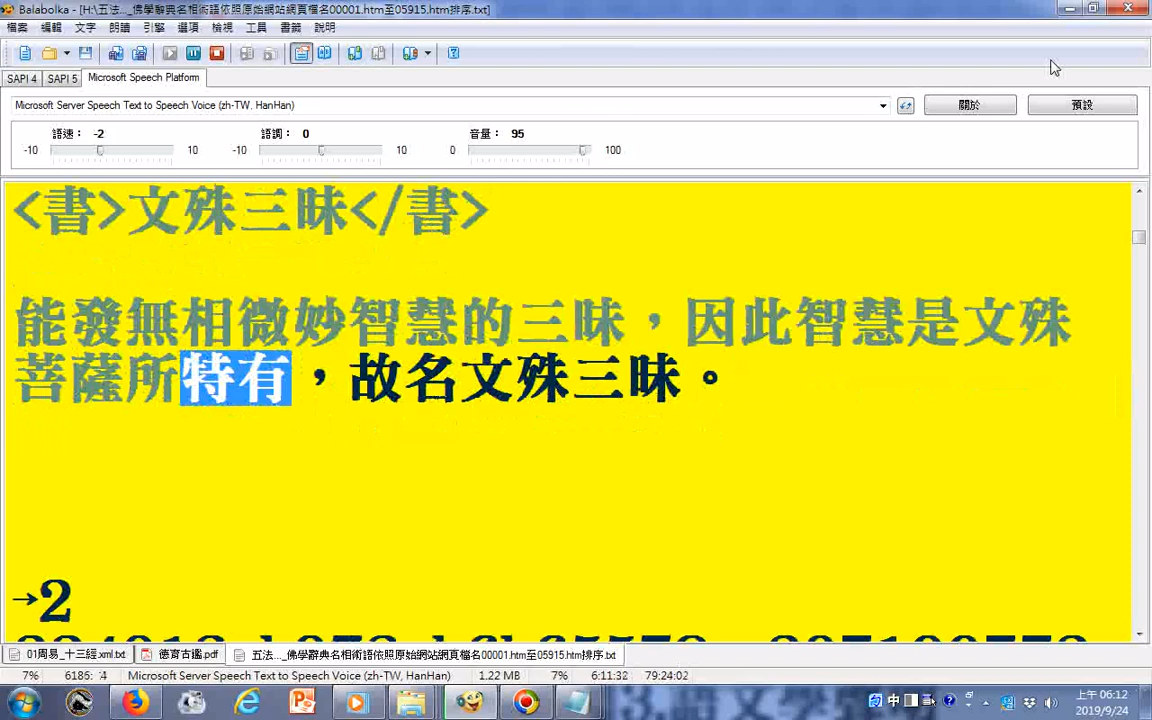 Balabolka - [H:\五法..._佛學辭典名相術語依照原始網站網頁檔名00001.htm至05915.htm排序.txt]
檔案 編輯 文字 朗讀 引擎 選項 檢視 工具 書籤 說明
SAPI 4 SAPI 5 Microsoft Speech Platform
Microsoft Server Speech Text to Speech Voice (zh-TW, HanHan) 關於 預設
語速: -2 語調: 0 音量: 95
-10 10 -10 10 0 100
<書>文殊三昧</書>
能發無相微妙智慧的三昧，因此智慧是文殊
菩薩所特有，故名文殊三昧。
→2
01周易_十三經.xml.txt 德育古鑑.pdf 五法..._佛學辭典名相術語依照原始網站網頁檔名00001.htm至05915.htm排序.txt
7% Microsoft Server Speech Text to Speech Voice (zh-TW, HanHan) 1.22 MB 7% 6:11:32 79:24:02
中 上午 06:12
2019/9/24